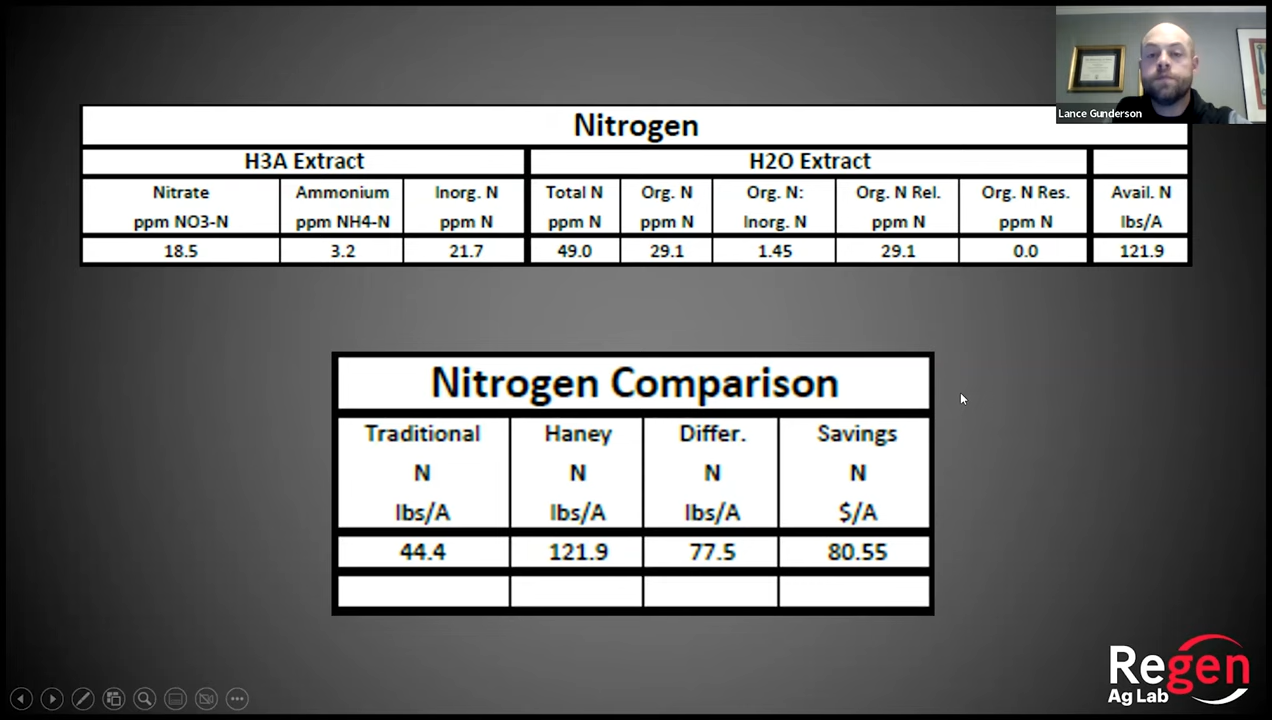 Lance Gunderson
Nitrogen
H3A Extract H2O Extract
Nitrate Ammonium Inorg. N Total N Org. N Org. N: Org. N Rel. Org. N Res. Avail. N
ppm NO3-N ppm NH4-N ppm N ppm N ppm N Inorg. N ppm N ppm N lbs/A
18.5 3.2 21.7 49.0 29.1 1.45 29.1 0.0 121.9
Nitrogen Comparison
Traditional Haney Differ. Savings
N N N N
lbs/A lbs/A lbs/A $/A
44.4 121.9 77.5 80.55
Regen
Ag Lab